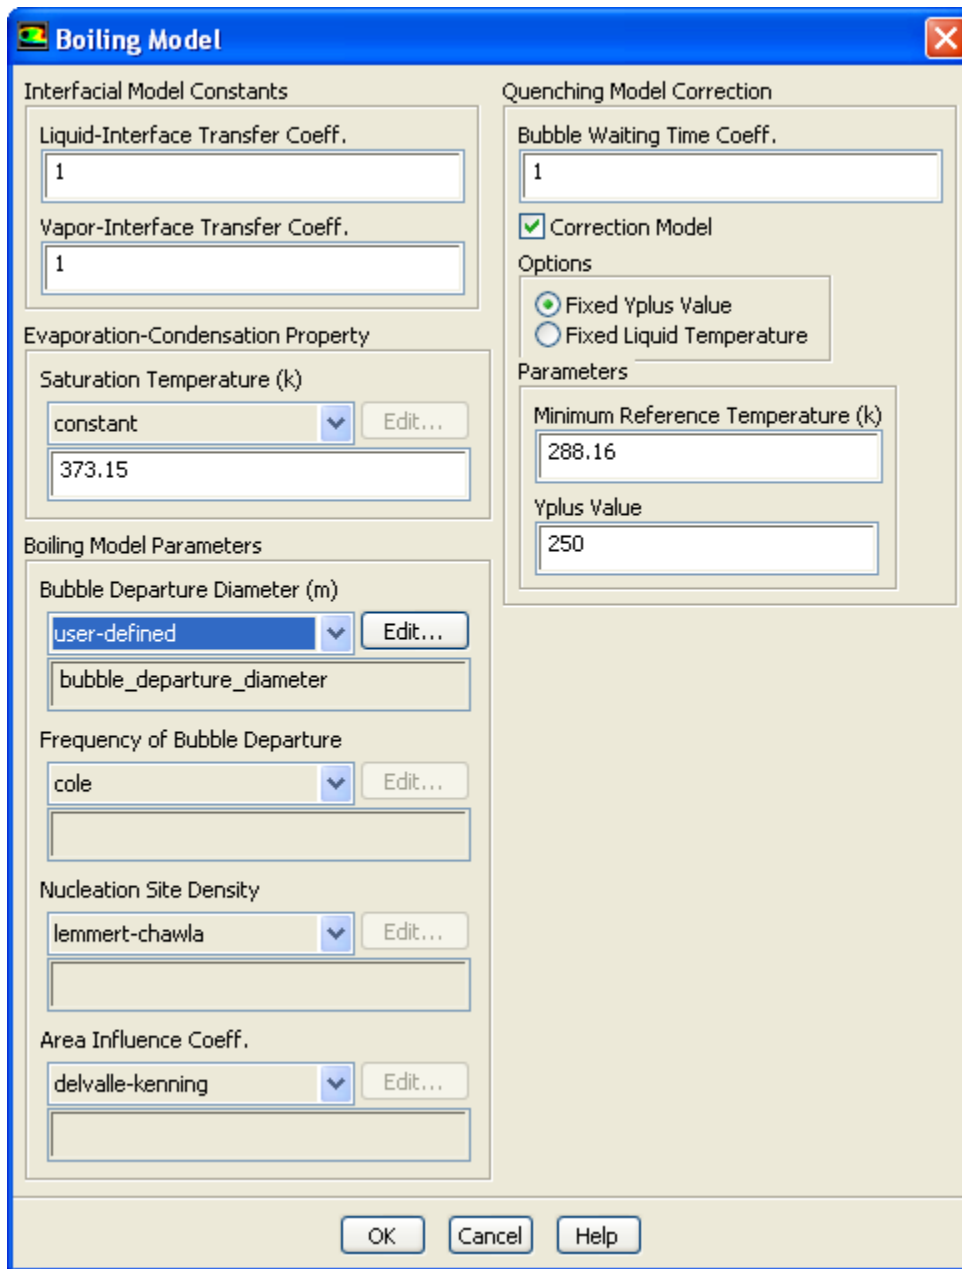 Boiling Model
Interfacial Model Constants
Liquid-Interface Transfer Coeff.
1
Vapor-Interface Transfer Coeff.
1
Evaporation-Condensation Property
Saturation Temperature (k)
constant
Edit...
373.15
Boiling Model Parameters
Bubble Departure Diameter (m)
user-defined
Edit...
bubble_departure_diameter
Frequency of Bubble Departure
cole
Edit...
Nucleation Site Density
lemmert-chawla
Edit...
Area Influence Coeff.
delvalle-kenning
Edit...
Quenching Model Correction
Bubble Waiting Time Coeff.
1
Correction Model
Options
Fixed Yplus Value
Fixed Liquid Temperature
Parameters
Minimum Reference Temperature (k)
288.16
Yplus Value
250
OK
Cancel
Help